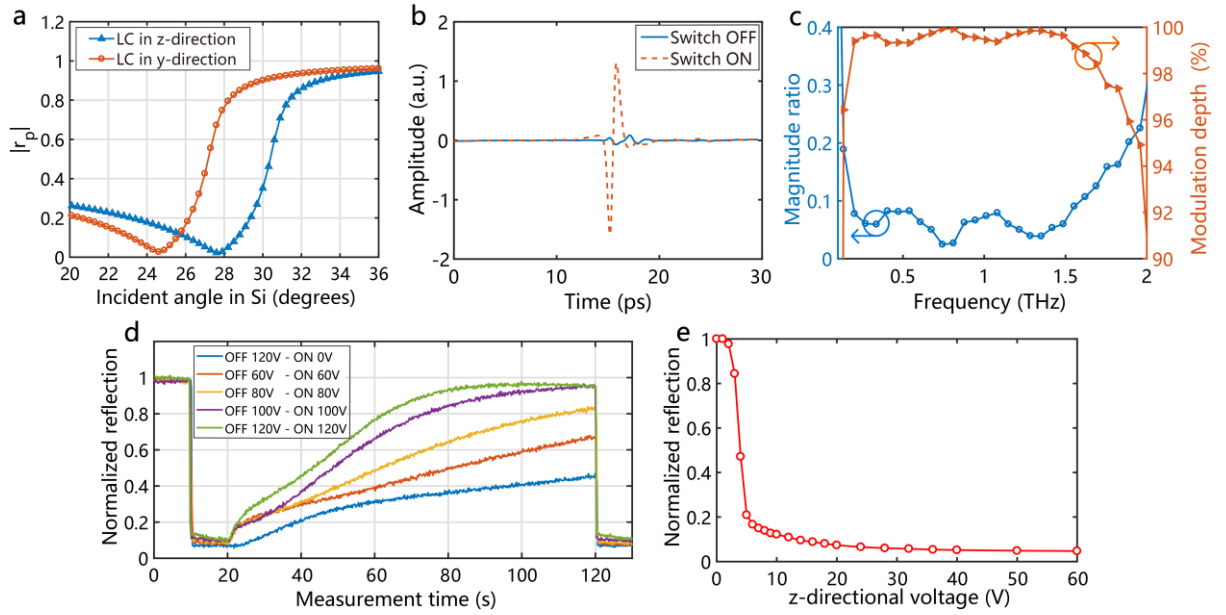 a
1.2
1
0.8
0.6
0.4
0.2
0
|r_p|
LC in z-direction
LC in y-direction
20 22 24 26 28 30 32 34 36
Incident angle in Si (degrees)
b
2
1
0
-1
-2
Amplitude (a.u.)
Switch OFF
Switch ON
0 10 20 30
Time (ps)
c
0.4
0.3
0.2
0.1
0
Magnitude ratio
100
98
96
94
92
90
Modulation depth (%)
0.5 1 1.5 2
Frequency (THz)
d
1
0.8
0.6
0.4
0.2
0
Normalized reflection
OFF 120V - ON 0V
OFF 60V - ON 60V
OFF 80V - ON 80V
OFF 100V - ON 100V
OFF 120V - ON 120V
0 20 40 60 80 100 120
Measurement time (s)
e
1
0.8
0.6
0.4
0.2
0
Normalized reflection
0 10 20 30 40 50 60
z-directional voltage (V)